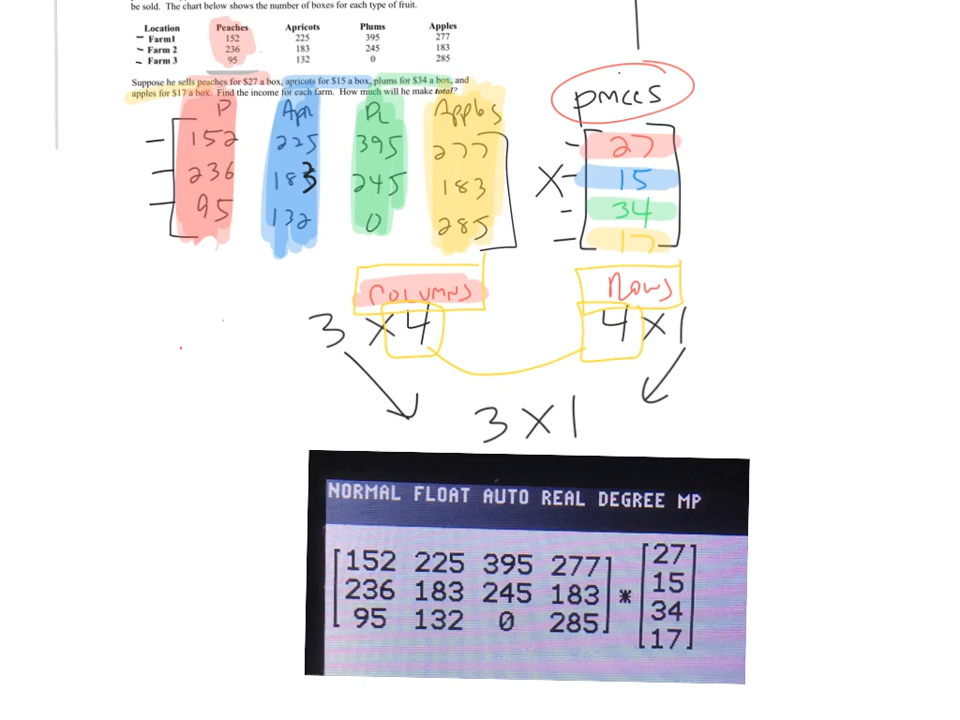 be sold. The chart below shows the number of boxes for each type of fruit.
Location Peaches Apricots Plums Apples
Farm1 152 225 395 277
Farm 2 236 183 245 183
Farm 3 95 132 0 285
Suppose he sells peaches for $27 a box, apricots for $15 a box, plums for $34 a box, and
apples for $17 a box. Find the income for each farm. How much will he make total?
prices
P Apr PL Apples
152 225 395 277
236 183 245 183
95 132 0 285
X
27
15
34
17
COLUMNS
Rows
3 X 4
4 X 1
3 X 1
NORMAL FLOAT AUTO REAL DEGREE MP
[152 225 395 277]
[236 183 245 183]
[95 132 0 285]
*
[27]
[15]
[34]
[17]